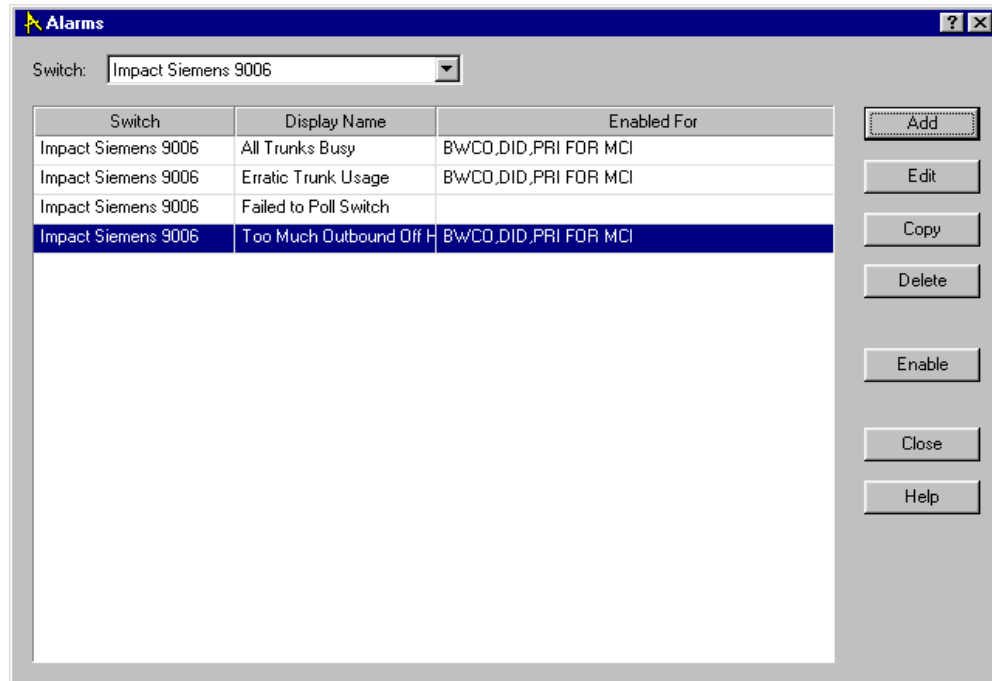 Alarms
Switch: Impact Siemens 9006
Switch Display Name Enabled For
Impact Siemens 9006 All Trunks Busy BWCO,DID,PRI FOR MCI
Impact Siemens 9006 Erratic Trunk Usage BWCO,DID,PRI FOR MCI
Impact Siemens 9006 Failed to Poll Switch
Impact Siemens 9006 Too Much Outbound Off H BWCO,DID,PRI FOR MCI
Add
Edit
Copy
Delete
Enable
Close
Help